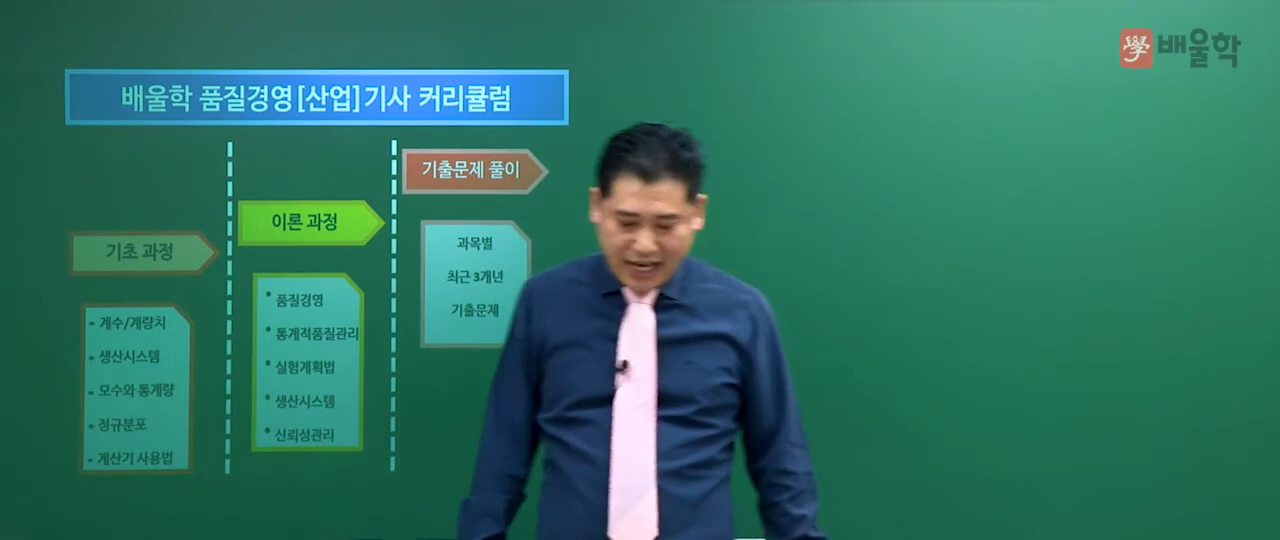 學 배울학
배울학 품질경영[산업]기사 커리큘럼
기초 과정
- 계수/계량치
- 생산시스템
- 모수와 통계량
- 정규분포
- 계산기 사용법
이론 과정
• 품질경영
• 통계적품질관리
• 실험계획법
• 생산시스템
• 신뢰성관리
기출문제 풀이
과목별
최근 3개년
기출문제